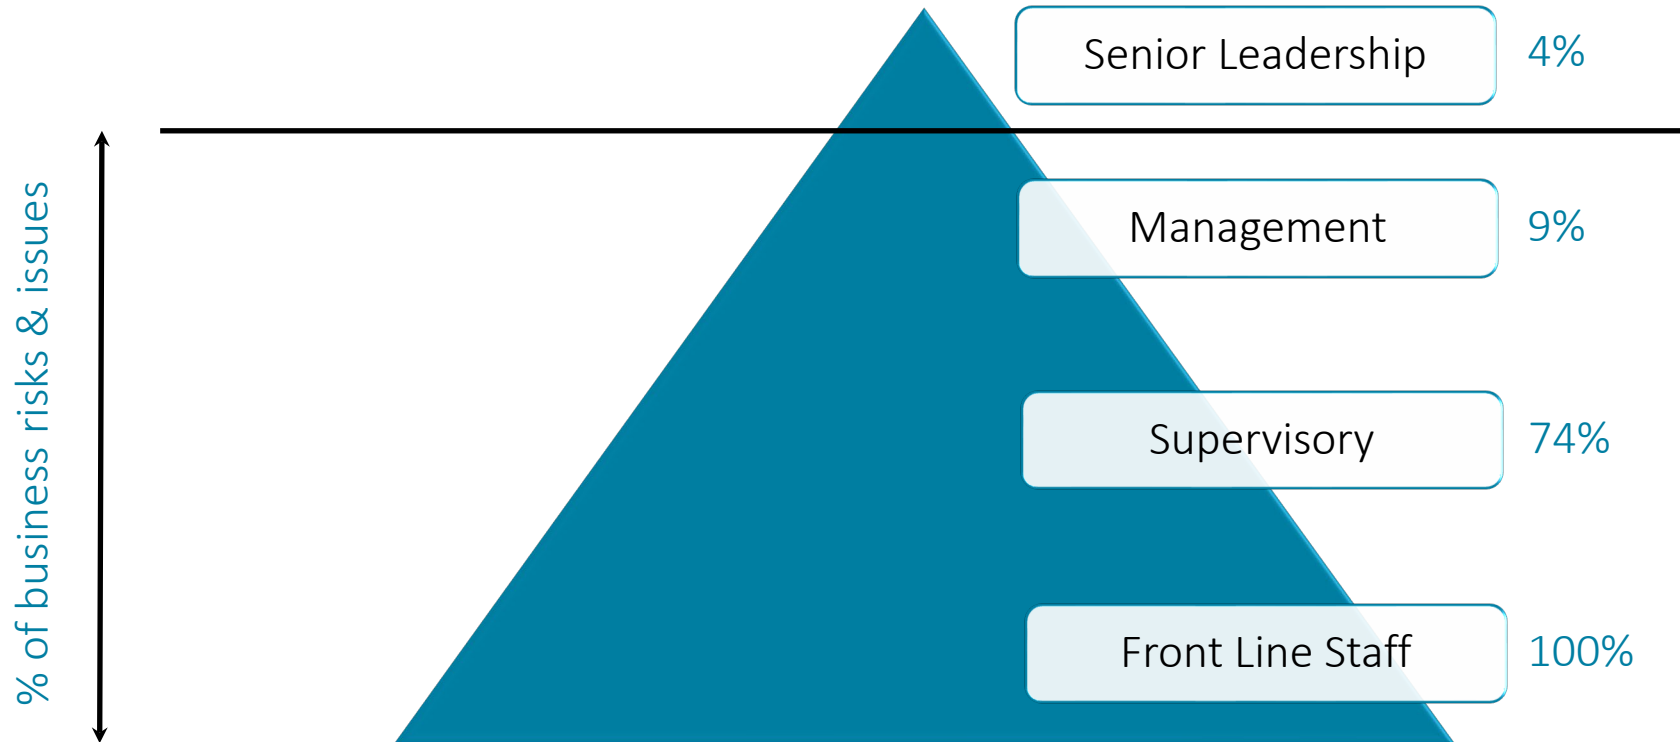 Senior Leadership 4%
Management 9%
Supervisory 74%
Front Line Staff 100%
% of business risks & issues